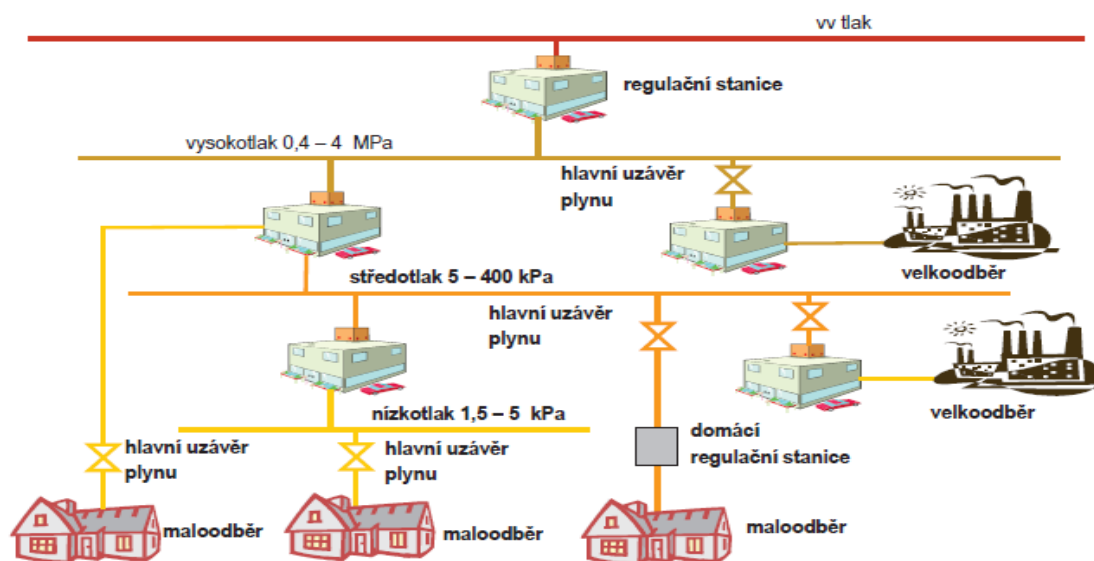 vv tlak
regulační stanice
vysokotlak 0,4 – 4 MPa
hlavní uzávěr
plynu
velkoodběr
středotlak 5 – 400 kPa
hlavní uzávěr
plynu
velkoodběr
nízkotlak 1,5 – 5 kPa
hlavní uzávěr
plynu
hlavní uzávěr
plynu
domácí
regulační stanice
maloodběr
maloodběr
maloodběr